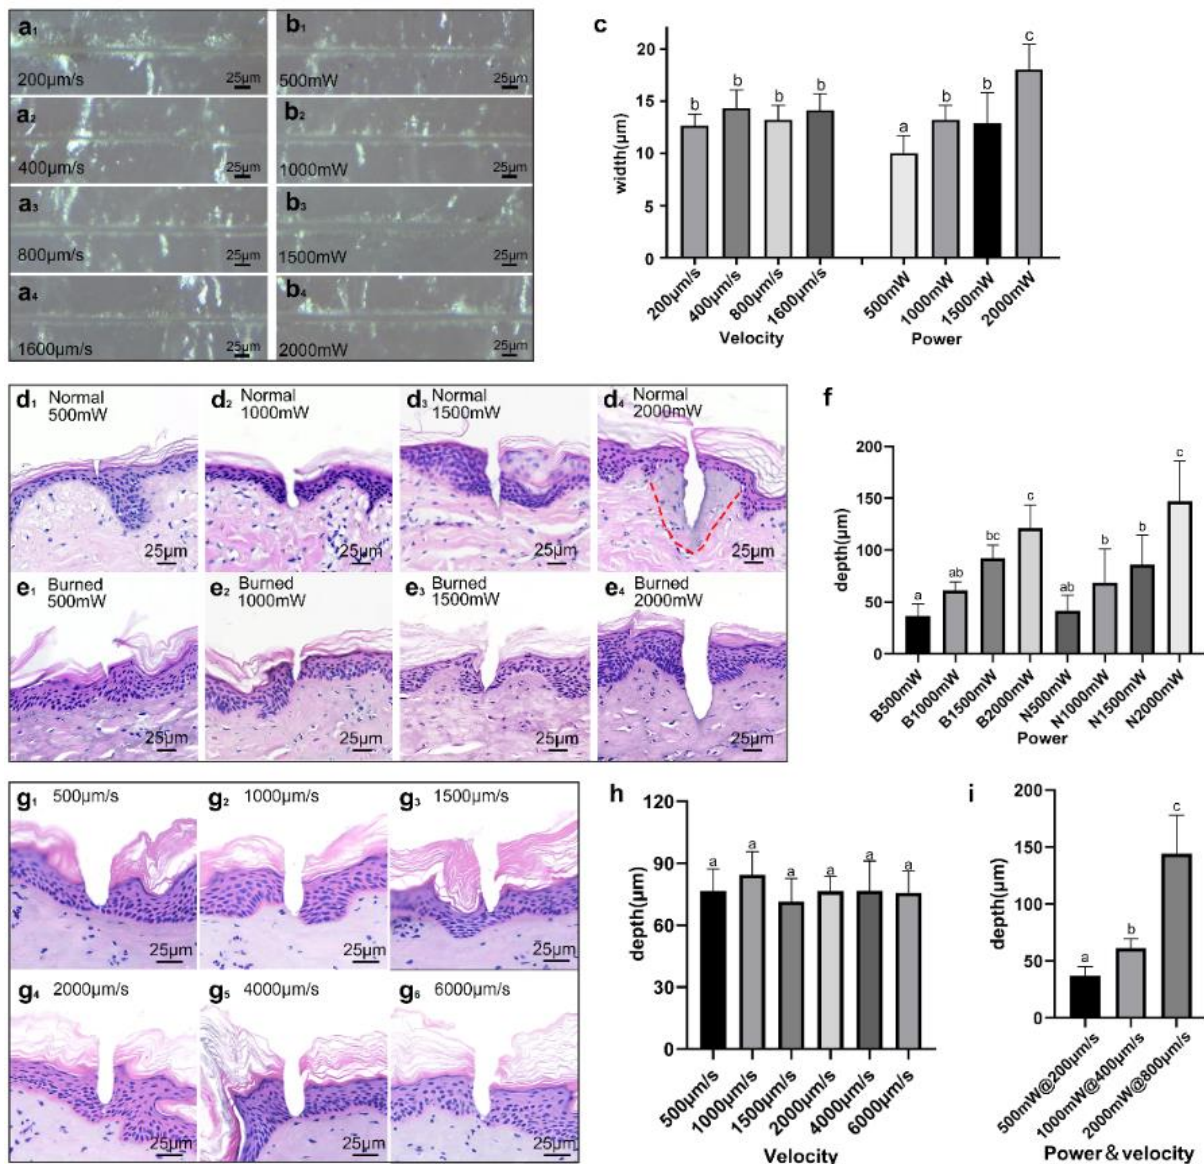 a1
200μm/s
25μm
b1
500mW
25μm
a2
400μm/s
25μm
b2
1000mW
25μm
a3
800μm/s
25μm
b3
1500mW
25μm
a4
1600μm/s
25μm
b4
2000mW
25μm
c
width(μm)
20
15
10
5
0
b
b
b
b
a
b
b
c
200μm/s
400μm/s
800μm/s
1600μm/s
500mW
1000mW
1500mW
2000mW
Velocity
Power
d1 Normal
500mW
25μm
d2 Normal
1000mW
25μm
d3 Normal
1500mW
25μm
d4 Normal
2000mW
25μm
e1 Burned
500mW
25μm
e2 Burned
1000mW
25μm
e3 Burned
1500mW
25μm
e4 Burned
2000mW
25μm
f
depth(μm)
200
150
100
50
0
a
ab
bc
c
ab
b
b
c
B500mW
B1000mW
B1500mW
B2000mW
N500mW
N1000mW
N1500mW
N2000mW
Power
g1 500μm/s
25μm
g2 1000μm/s
25μm
g3 1500μm/s
25μm
g4 2000μm/s
25μm
g5 4000μm/s
25μm
g6 6000μm/s
25μm
h
depth(μm)
120
90
60
30
0
a
a
a
a
a
a
500μm/s
1000μm/s
1500μm/s
2000μm/s
4000μm/s
6000μm/s
Velocity
i
depth(μm)
200
150
100
50
0
a
b
c
500mW@200μm/s
1000mW@400μm/s
2000mW@800μm/s
Power & velocity